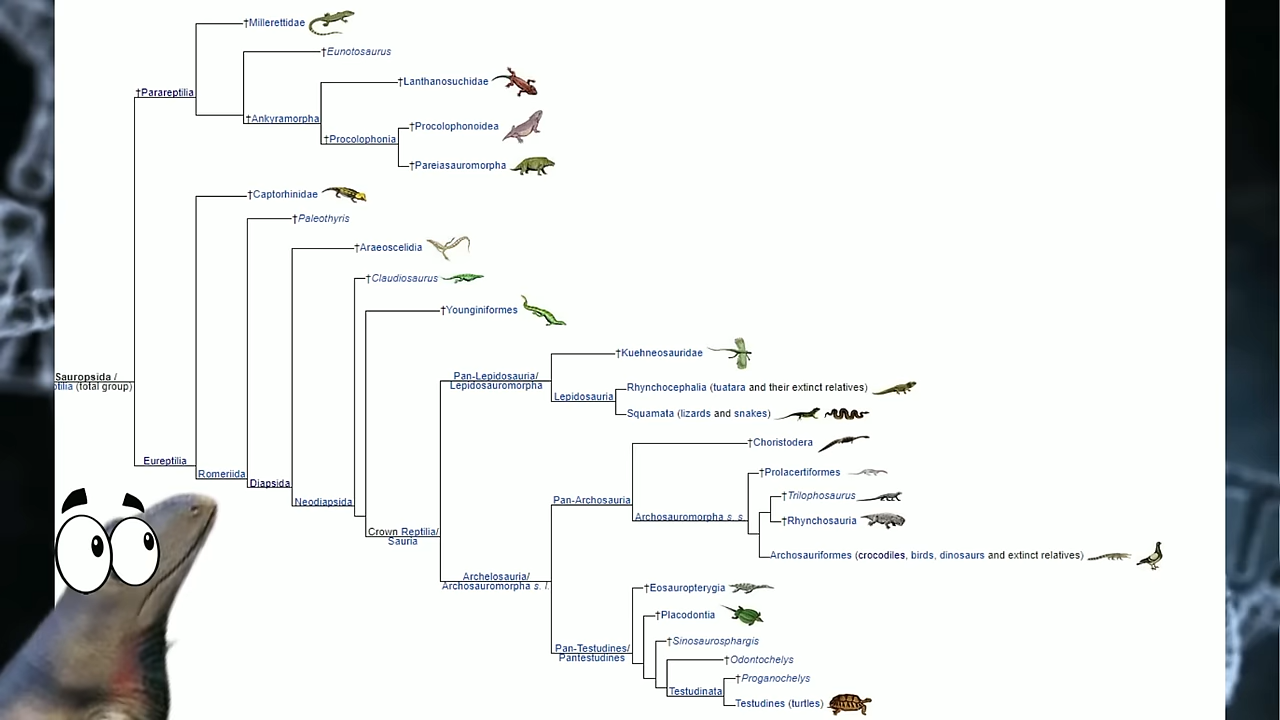 †Millerettidae
†Eunotosaurus
†Lanthanosuchidae
†Parareptilia
†Ankyramorpha
†Procolophonoidea
†Procolophonia
†Pareiasauromorpha
†Captorhinidae
†Paleothyris
†Araeoscelidia
†Claudiosaurus
†Younginiformes
†Kuehneosauridae
Sauropsida /
tilia (total group)
Pan-Lepidosauria/
Lepidosauromorpha
Rhynchocephalia (tuatara and their extinct relatives)
Lepidosauria
Squamata (lizards and snakes)
†Choristodera
Eureptilia
Romeriida
†Prolacertiformes
Diapsida
Neodiapsida
Pan-Archosauria
†Trilophosaurus
Archosauromorpha s. s.
†Rhynchosauria
Crown Reptilia/
Sauria
Archosauriformes (crocodiles, birds, dinosaurs and extinct relatives)
Archelosauria/
Archosauromorpha s. l.
†Eosauropterygia
†Placodontia
†Sinosaurosphargis
Pan-Testudines/
Pantestudines
†Odontochelys
†Proganochelys
Testudinata
Testudines (turtles)